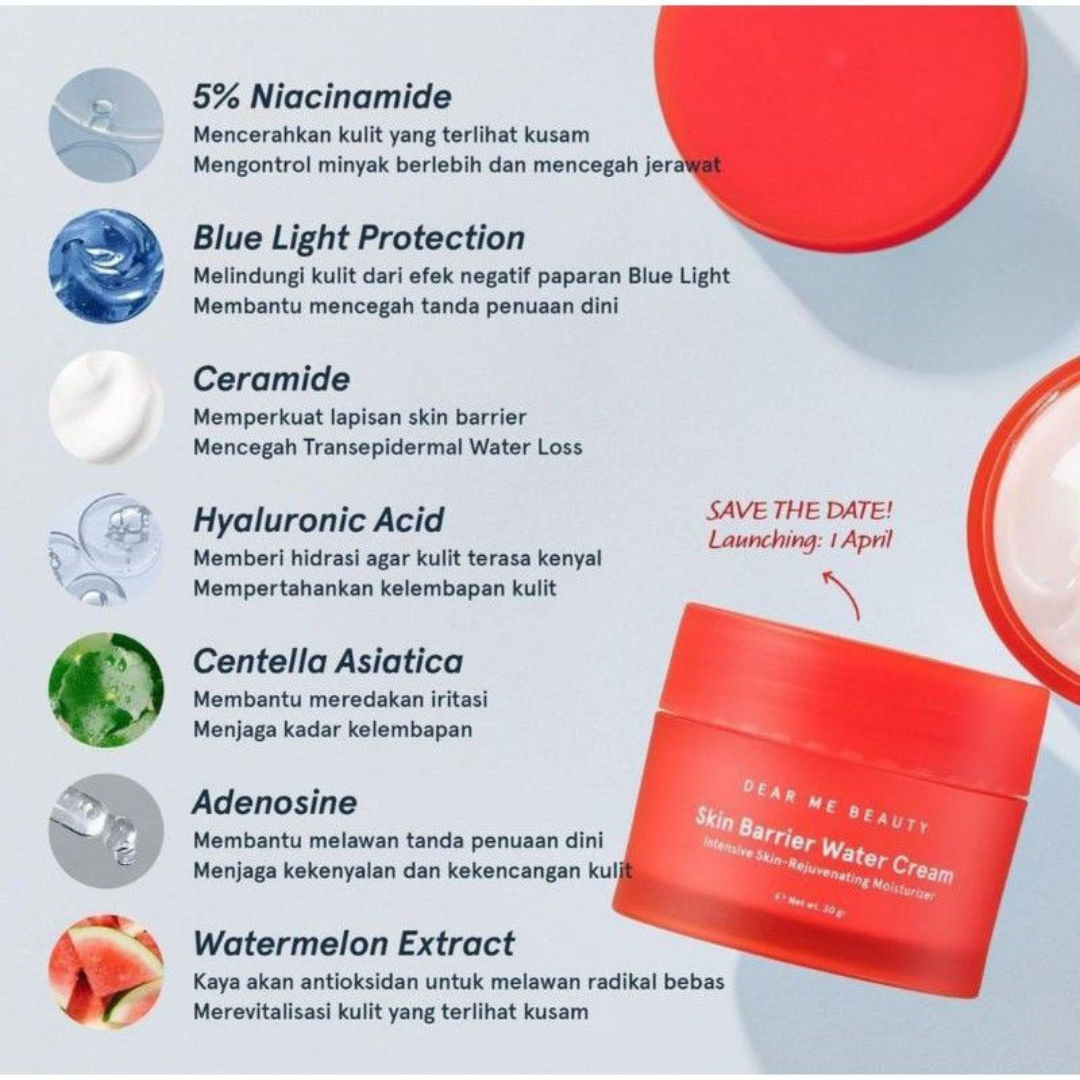 5% Niacinamide
Mencerahkan kulit yang terlihat kusam
Mengontrol minyak berlebih dan mencegah jerawat
Blue Light Protection
Melindungi kulit dari efek negatif paparan Blue Light
Membantu mencegah tanda penuaan dini
Ceramide
Memperkuat lapisan skin barrier
Mencegah Transepidermal Water Loss
Hyaluronic Acid
Memberi hidrasi agar kulit terasa kenyal
Mempertahankan kelembapan kulit
SAVE THE DATE!
Launching: 1 April
Centella Asiatica
Membantu meredakan iritasi
Menjaga kadar kelembapan
Adenosine
Membantu melawan tanda penuaan dini
Menjaga kekenyalan dan kekencangan kulit
DEAR ME BEAUTY
Skin Barrier Water Cream
Intensive Skin-Rejuvenating Moisturizer
Net wt. 30 gr
Watermelon Extract
Kaya akan antioksidan untuk melawan radikal bebas
Merevitalisasi kulit yang terlihat kusam